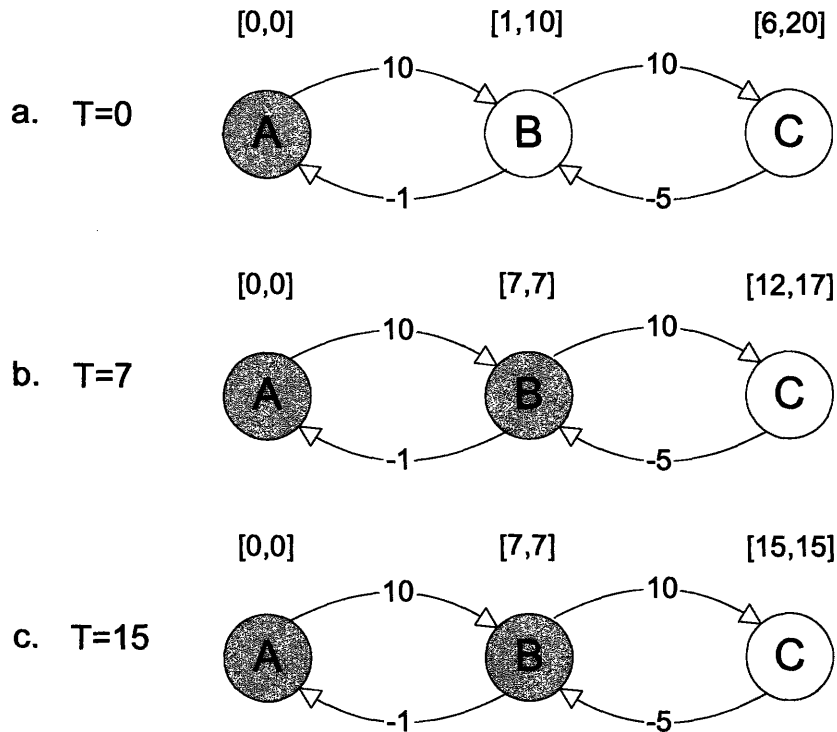 [0,0] [1,10] [6,20]
10 10
a. T=0 A B C
-1 -5
[0,0] [7,7] [12,17]
10 10
b. T=7 A B C
-1 -5
[0,0] [7,7] [15,15]
10 10
c. T=15 A B C
-1 -5